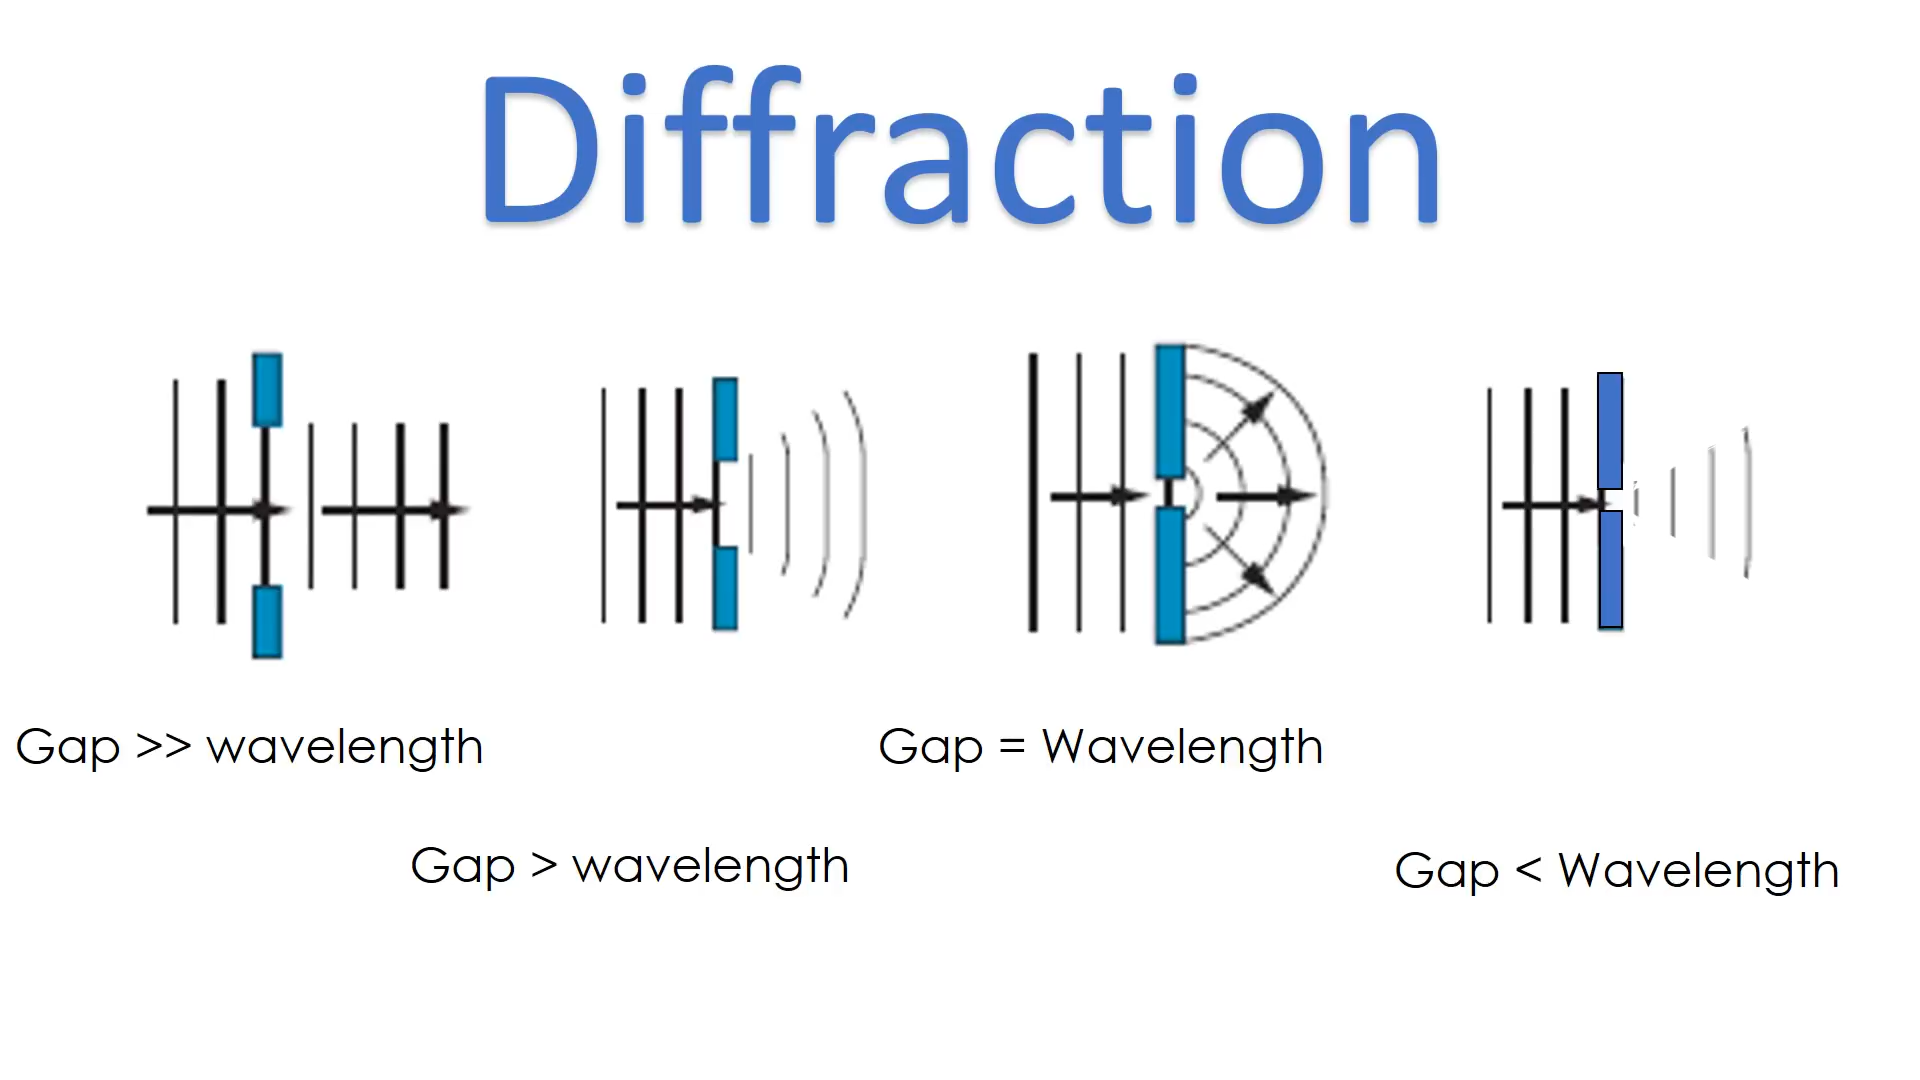 Diffraction
Gap >> wavelength
Gap = Wavelength
Gap > wavelength
Gap < Wavelength